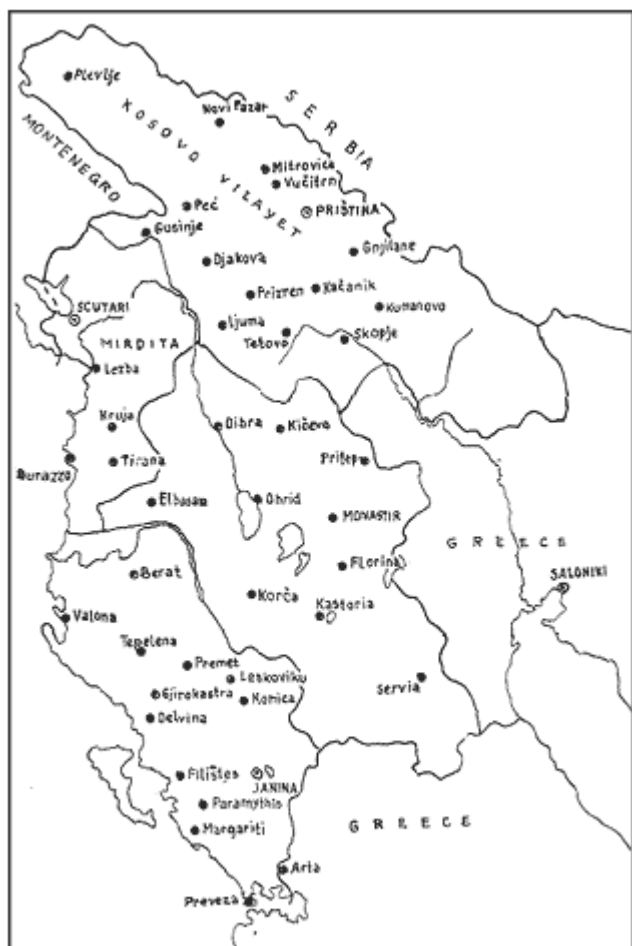 Plevlje
KOSOVO VILAYET
SERBIA
MONTENEGRO
Novi Pazar
Mitrovica
Vučitrn
Peć
PRIŠTINA
Gusinje
Gnjilane
Djakova
Prizren
Kačanik
Kumanovo
SCUTARI
Ljuma
Tetovo
Skopje
MIRDITA
Lezha
Kruja
Dibra
Kičevo
Durazzo
Tirana
Prilep
Elbasan
Ohrid
MONASTIR
GREECE
Florina
SALONIKI
Berat
Korča
Kastoria
Valona
Tepelena
Premet
Leskoviku
Servia
Gjirokastra
Konica
Delvina
Filištes
JANINA
Paramythia
Margariti
GREECE
Arta
Preveza